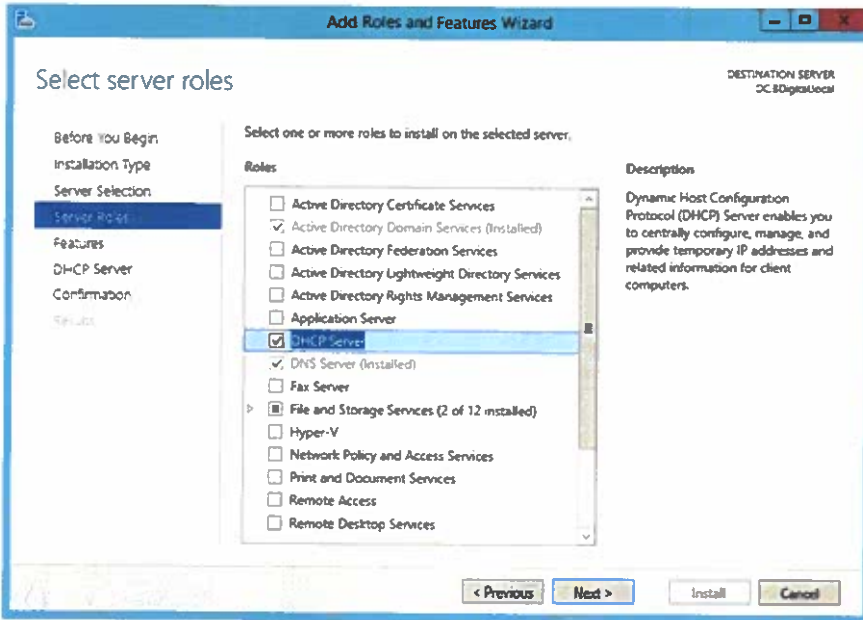 Add Roles and Features Wizard
Select server roles
DESTINATION SERVER
Before You Begin
Installation Type
Server Selection
Server Roles
Features
DHCP Server
Confirmation
Results
Select one or more roles to install on the selected server.
Roles
Active Directory Certificate Services
Active Directory Domain Services (Installed)
Active Directory Federation Services
Active Directory Lightweight Directory Services
Active Directory Rights Management Services
Application Server
DHCP Server
DNS Server (Installed)
Fax Server
File and Storage Services (2 of 12 installed)
Hyper-V
Network Policy and Access Services
Print and Document Services
Remote Access
Remote Desktop Services
Description
Dynamic Host Configuration
Protocol (DHCP) Server enables you
to centrally configure, manage, and
provide temporary IP addresses and
related information for client
computers.
< Previous
Next >
Install
Cancel